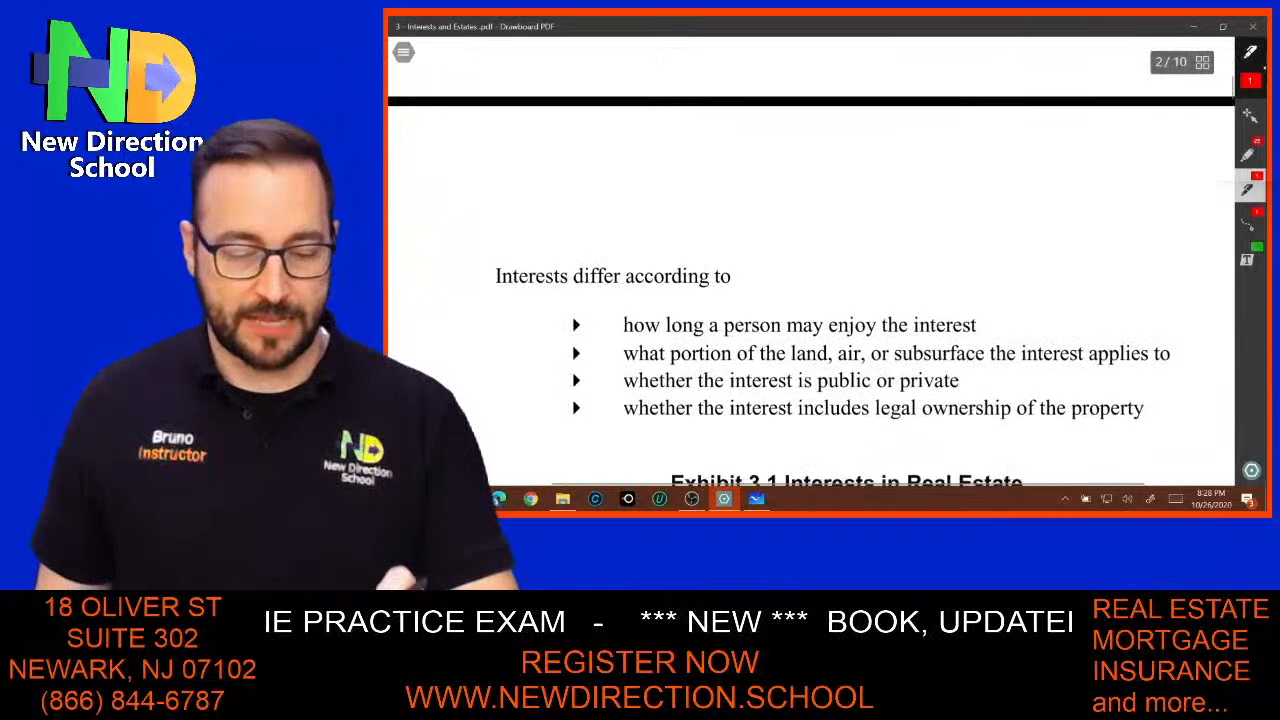 ND
New Direction
School
3 - Interests and Estates .pdf - Drawboard PDF
2 / 10
Interests differ according to
how long a person may enjoy the interest
what portion of the land, air, or subsurface the interest applies to
whether the interest is public or private
whether the interest includes legal ownership of the property
Exhibit 3.1 Interests in Real Estate
8:28 PM
10/26/2020
Bruno
Instructor
ND
New Direction
School
18 OLIVER ST
SUITE 302
NEWARK, NJ 07102
(866) 844-6787
IE PRACTICE EXAM - *** NEW *** BOOK, UPDATE
REGISTER NOW
WWW.NEWDIRECTION.SCHOOL
REAL ESTATE
MORTGAGE
INSURANCE
and more...